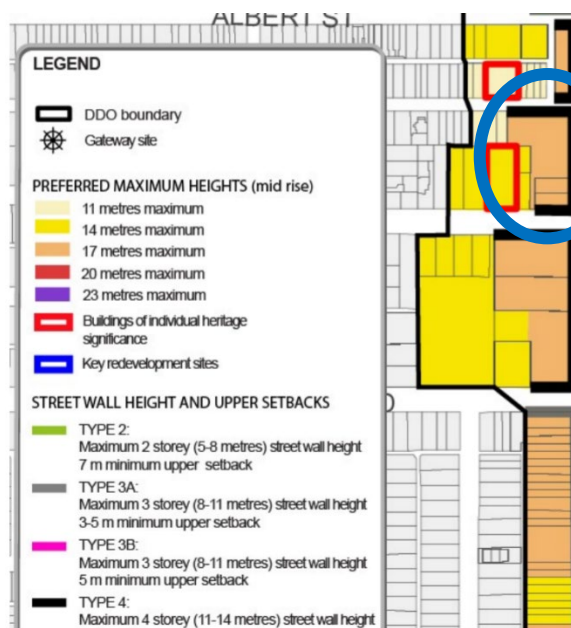 ALBERT ST
LEGEND
DDO boundary
Gateway site
PREFERRED MAXIMUM HEIGHTS (mid rise)
11 metres maximum
14 metres maximum
17 metres maximum
20 metres maximum
23 metres maximum
Buildings of individual heritage
significance
Key redevelopment sites
STREET WALL HEIGHT AND UPPER SETBACKS
TYPE 2:
Maximum 2 storey (5-8 metres) street wall height
7 m minimum upper setback
TYPE 3A:
Maximum 3 storey (8-11 metres) street wall height
3-5 m minimum upper setback
TYPE 3B:
Maximum 3 storey (8-11 metres) street wall height
5 m minimum upper setback
TYPE 4:
Maximum 4 storey (11-14 metres) street wall height